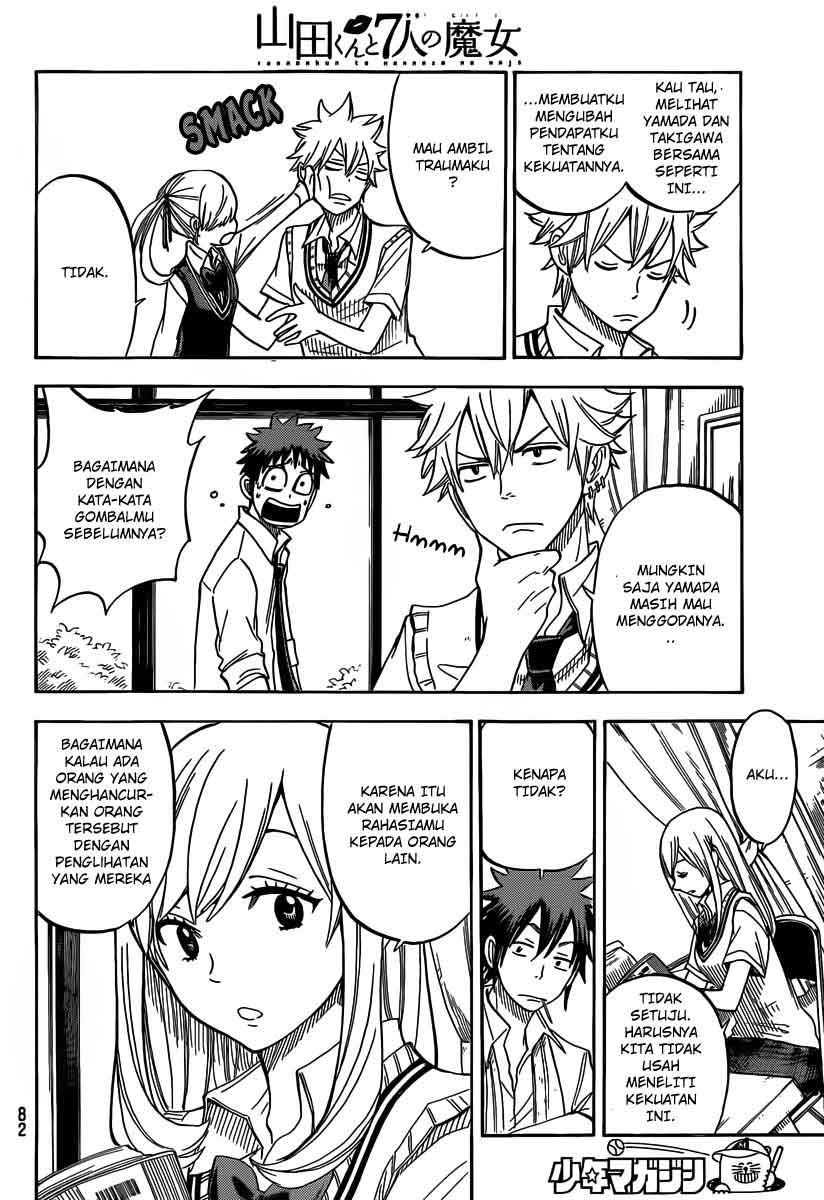 山田くんと7人の魔女
KAU TAU,
MELIHAT
YAMADA DAN
TAKIGAWA
BERSAMA
SEPERTI
INI...
...MEMBUATKU
MENGUBAH
PENDAPATKU
TENTANG
KEKUATANNYA.
MAU AMBIL
TRAUMAKU
?
SMACK
TIDAK.
MUNGKIN
SAJA YAMADA
MASIH MAU
MENGGODANYA.
..
Hmmm
BAGAIMANA
DENGAN
KATA-KATA
GOMBALMU
SEBELUMNYA?
AKU...
TIDAK
SETUJU.
HARUSNYA
KITA TIDAK
USAH
MENELITI
KEKUATAN
INI.
KENAPA
TIDAK?
KARENA ITU
AKAN MEMBUKA
RAHASIAMU
KEPADA ORANG
LAIN.
BAGAIMANA
KALAU ADA
ORANG YANG
MENGHANCUR-
KAN ORANG
TERSEBUT
DENGAN
PENGLIHATAN
YANG MEREKA
82
少年マガジン